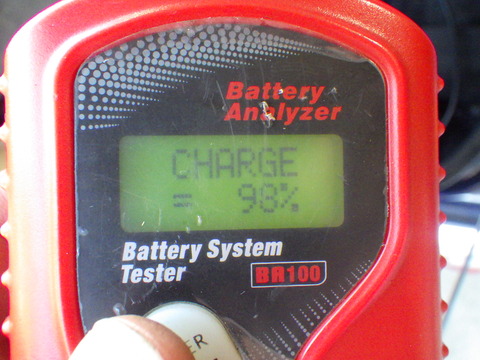 Battery
Analyzer
CHARGE
= 98%
Battery System
Tester
BR100